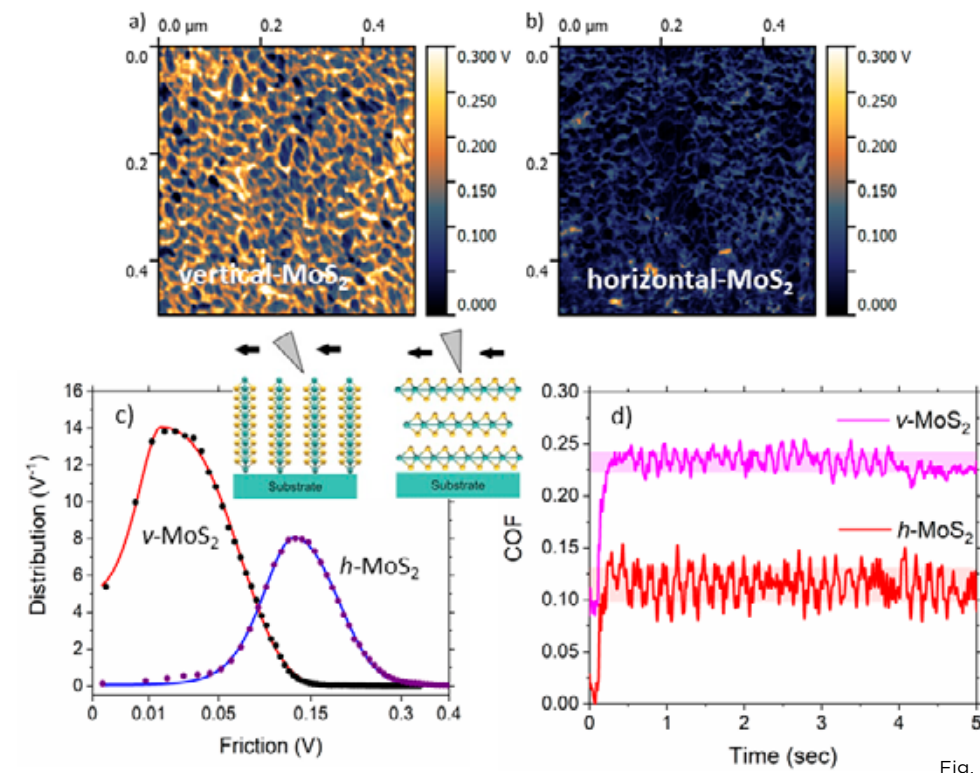 a)
0.0 µm
0.2
0.4
0.0
0.2
0.4
vertical-MoS₂
0.300 V
0.250
0.200
0.150
0.100
0.000
b)
0.0 µm
0.2
0.4
0.0
0.2
0.4
horizontal-MoS₂
0.300 V
0.250
0.200
0.150
0.100
0.000
c)
Distribution (V⁻¹)
16
14
12
10
8
6
4
2
0
v-MoS₂
h-MoS₂
Substrate
Substrate
0
0.01
0.05
0.15
0.3
0.4
Friction (V)
d)
COF
0.30
0.25
0.20
0.15
0.10
0.05
0.00
v-MoS₂
h-MoS₂
0
1
2
3
4
5
Time (sec)
Fig.